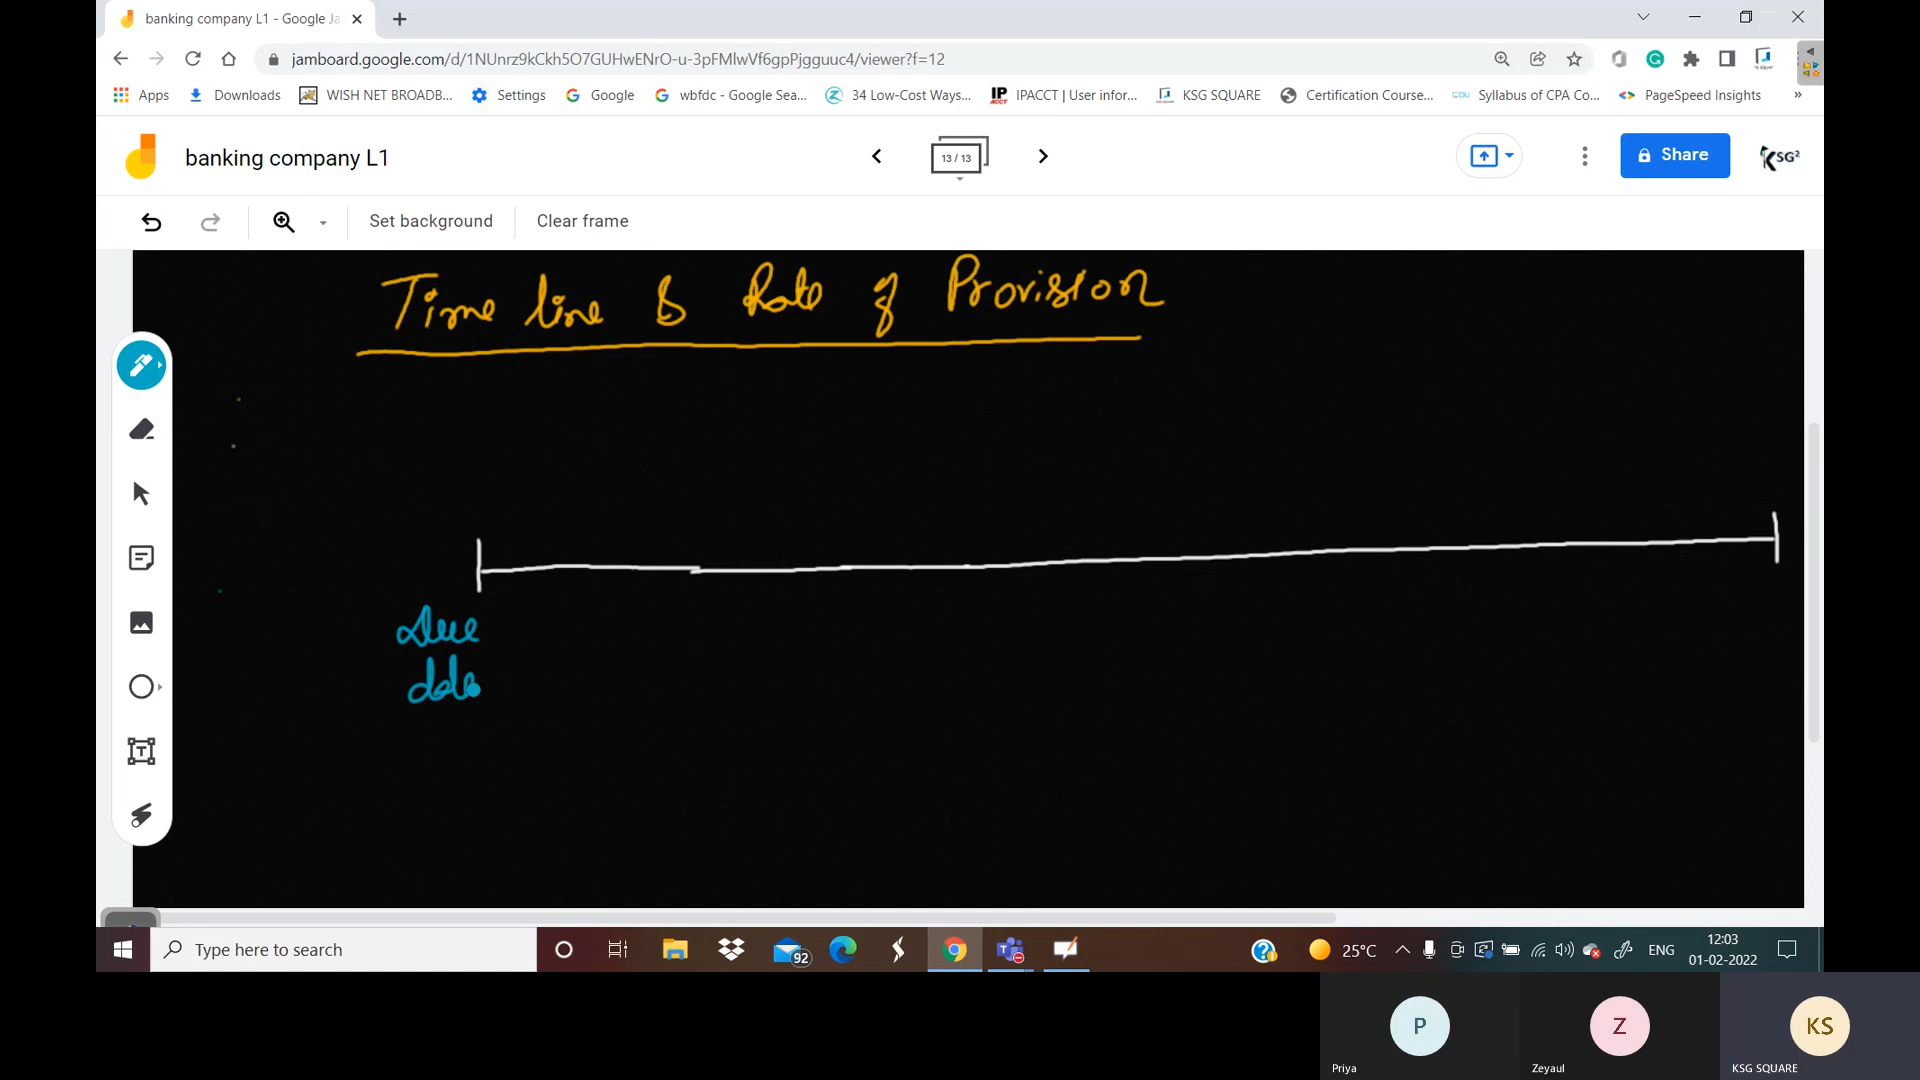 banking company L1 - Google Ja
jamboard.google.com/d/1NUnrz9kCkh5O7GUHwENrO-u-3pFMlwVf6gpPjgguuc4/viewer?f=12
Apps Downloads WISH NET BROADB... Settings Google wbfdc - Google Sea... 34 Low-Cost Ways... IPACCT | User infor... KSG SQUARE Certification Course... Syllabus of CPA Co... PageSpeed Insights »
banking company L1 13 / 13 Share KSG²
Set background Clear frame
Time line & Rate of Provision
Due
date
Type here to search 92 25°C ENG 12:03
01-02-2022
P Z KS
Priya Zeyaul KSG SQUARE